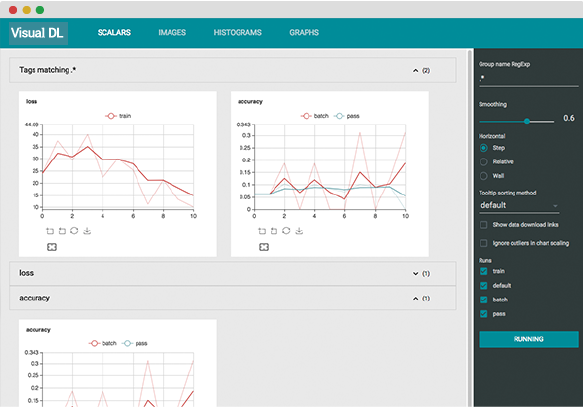 Visual DL SCALARS IMAGES HISTOGRAMS GRAPHS
Tags matching .* (2)
loss
train
44.69
40
35
30
25
20
15
10
0 2 4 6 8 10
accuracy
batch pass
0.343
0.3
0.25
0.2
0.15
0.1
0.05
0
0 2 4 6 8 10
loss (1)
accuracy (1)
accuracy
batch pass
0.343
0.3
0.25
0.2
0.15
Group name RegExp
.*
Smoothing
0.6
Horizontal
Step
Relative
Wall
Tooltip sorting method
default
Show data download links
Ignore outliers in chart scaling
Runs
train
default
batch
pass
RUNNING